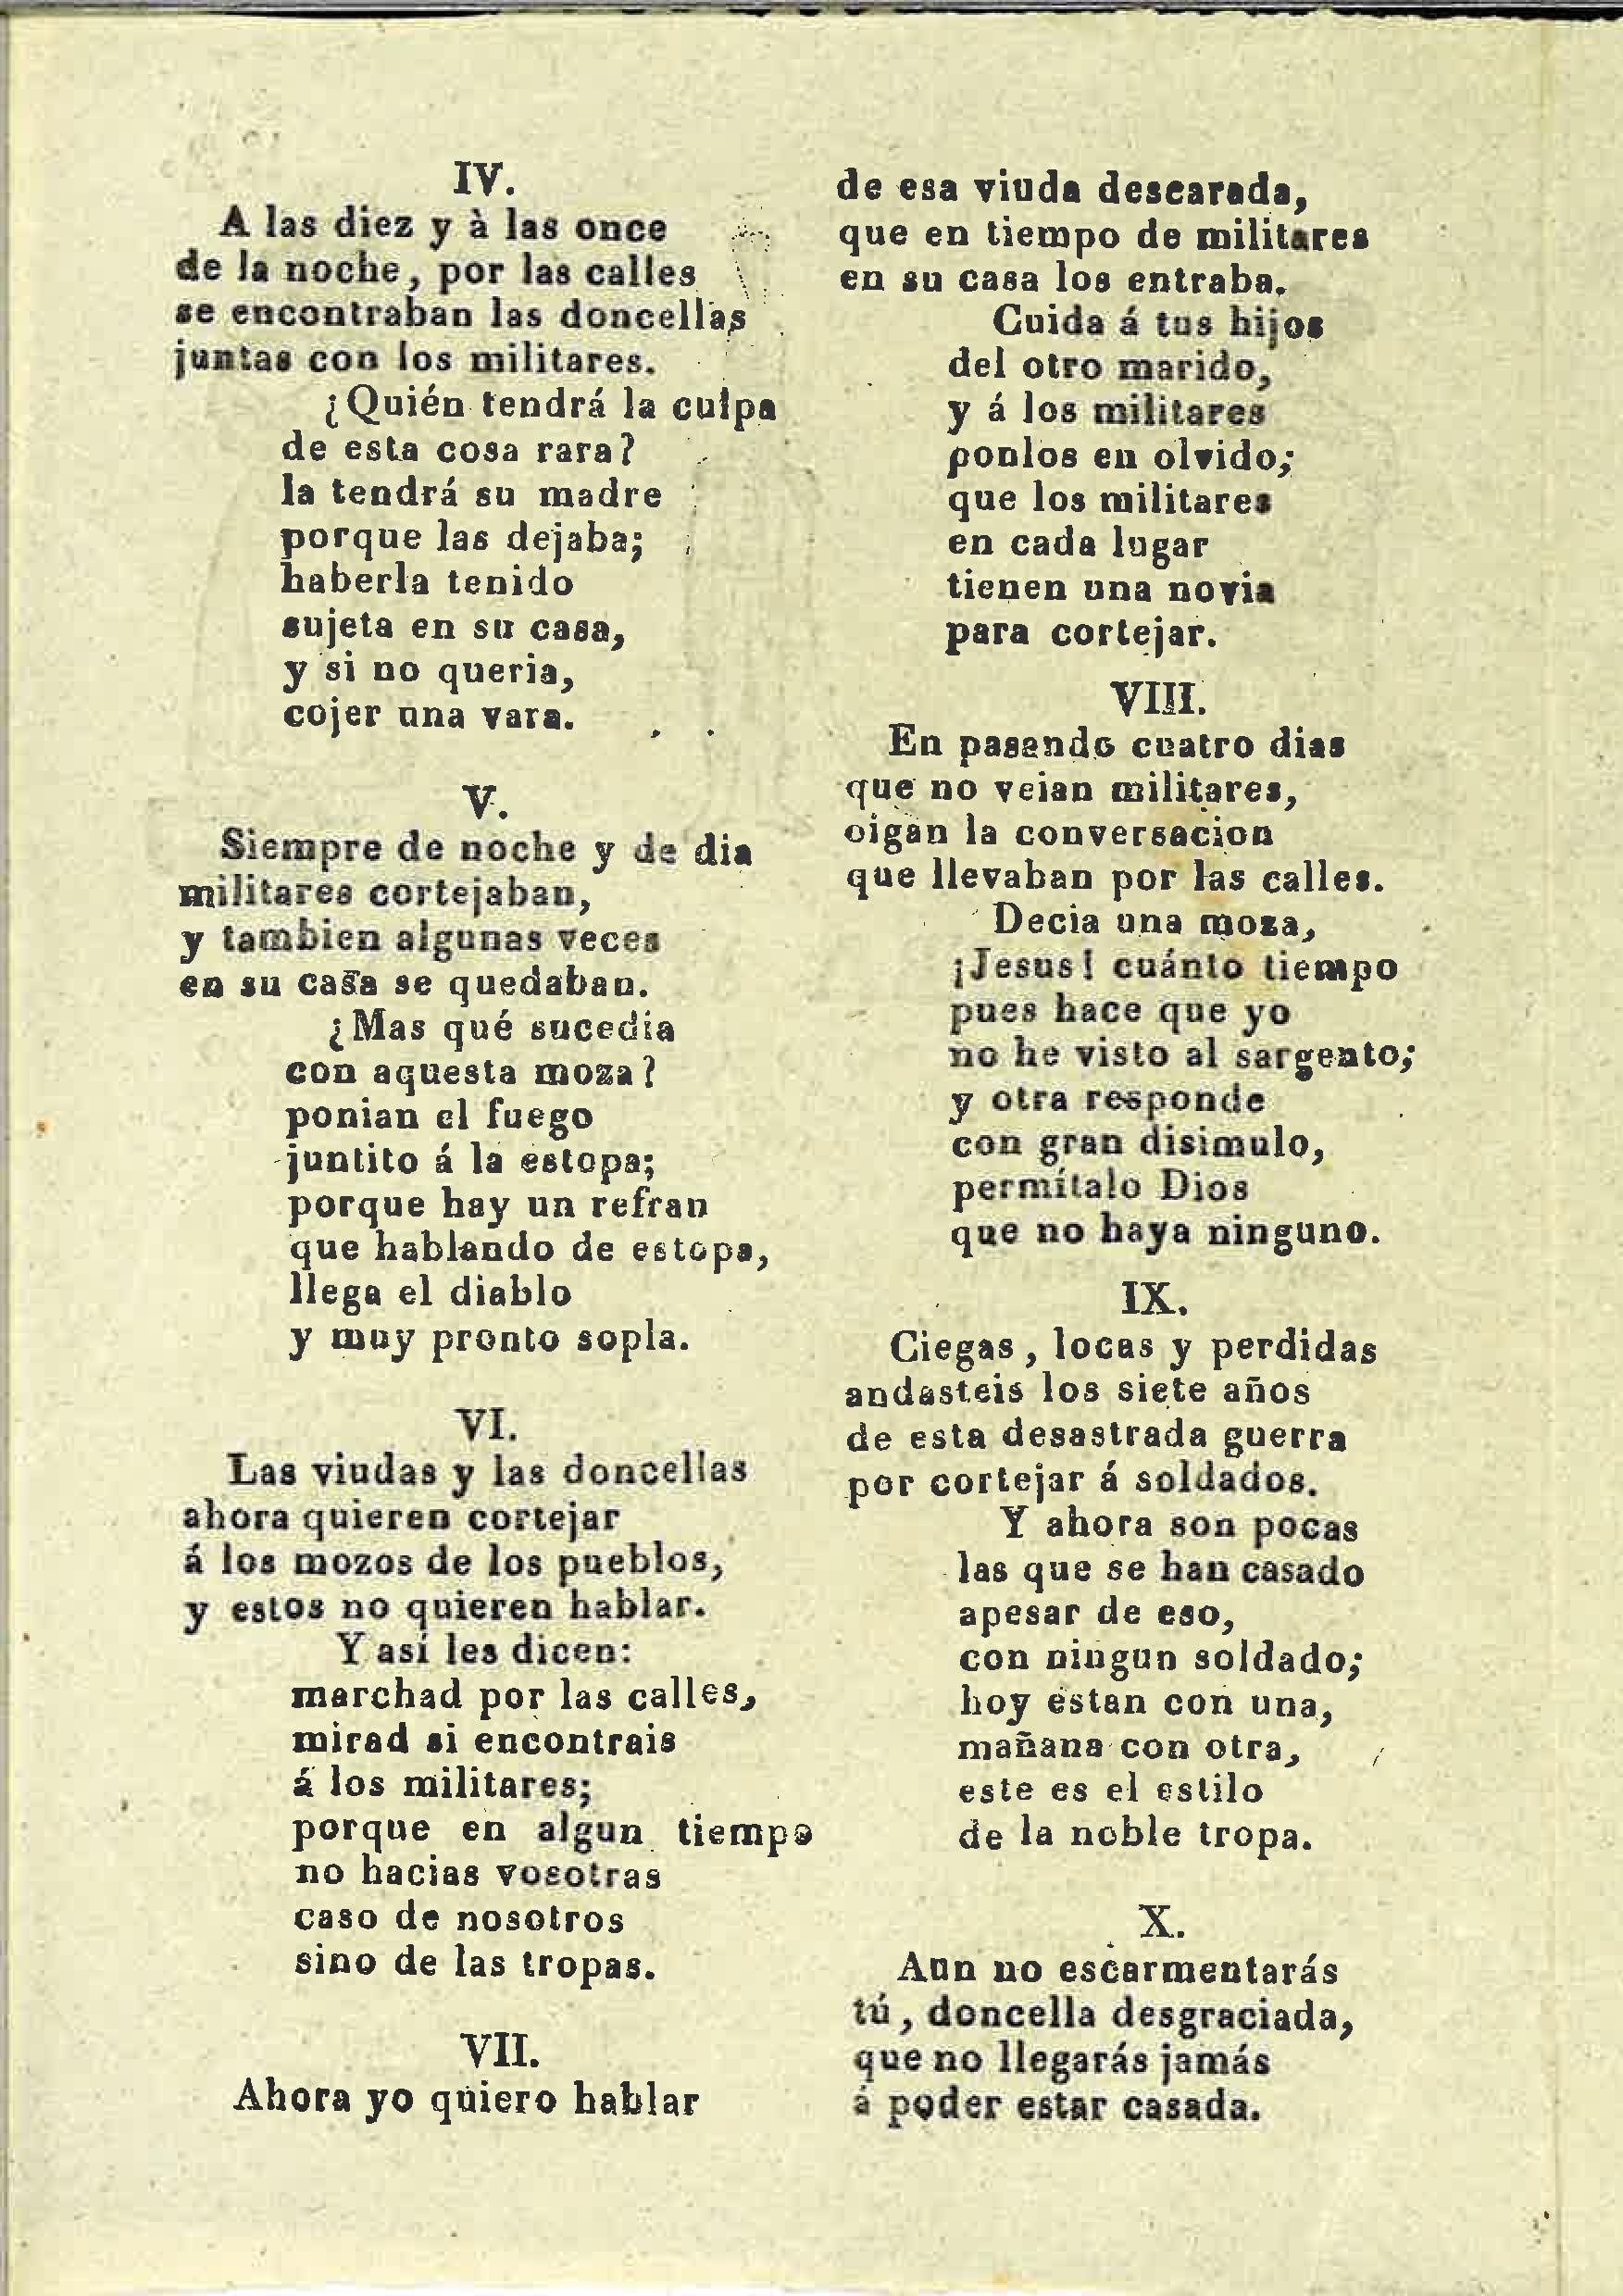 IV.
A las diez y à las once
de la noche, por las calles
se encontraban las doncellas
juntas con los militares.
¿Quién tendrá la culpa
de esta cosa rara?
la tendrá su madre
porque las dejaba;
haberla tenido
sujeta en su casa,
y si no queria,
cojer una vara.
V.
Siempre de noche y de dia
militares cortejaban,
y tambien algunas veces
en su casa se quedaban.
¿Mas qué sucedia
con aquesta moza?
ponian el fuego
juntito á la estopa;
porque hay un refran
que hablando de estopa,
llega el diablo
y muy pronto sopla.
VI.
Las viudas y las doncellas
ahora quieren cortejar
á los mozos de los pueblos,
y estos no quieren hablar.
Y así les dicen:
marchad por las calles,
mirad si encontrais
á los militares;
porque en algun tiempo
no hacias vosotras
caso de nosotros
sino de las tropas.
VII.
Ahora yo quiero hablar
de esa viuda descarada,
que en tiempo de militares
en su casa los entraba.
Cuida á tus hijos
del otro marido,
y á los militares
ponlos en olvido;
que los militares
en cada lugar
tienen una novia
para cortejar.
VIII.
En pasando cuatro dias
que no veian militares,
oigan la conversacion
que llevaban por las calles.
Decia una moza,
¡Jesus! cuánto tiempo
pues hace que yo
no he visto al sargento;
y otra responde
con gran disimulo,
permítalo Dios
que no haya ninguno.
IX.
Ciegas, locas y perdidas
andasteis los siete años
de esta desastrada guerra
por cortejar á soldados.
Y ahora son pocas
las que se han casado
apesar de eso,
con ningun soldado;
hoy estan con una,
mañana con otra,
este es el estilo
de la noble tropa.
X.
Aun no escarmentarás
tú, doncella desgraciada,
que no llegarás jamás
á poder estar casada.